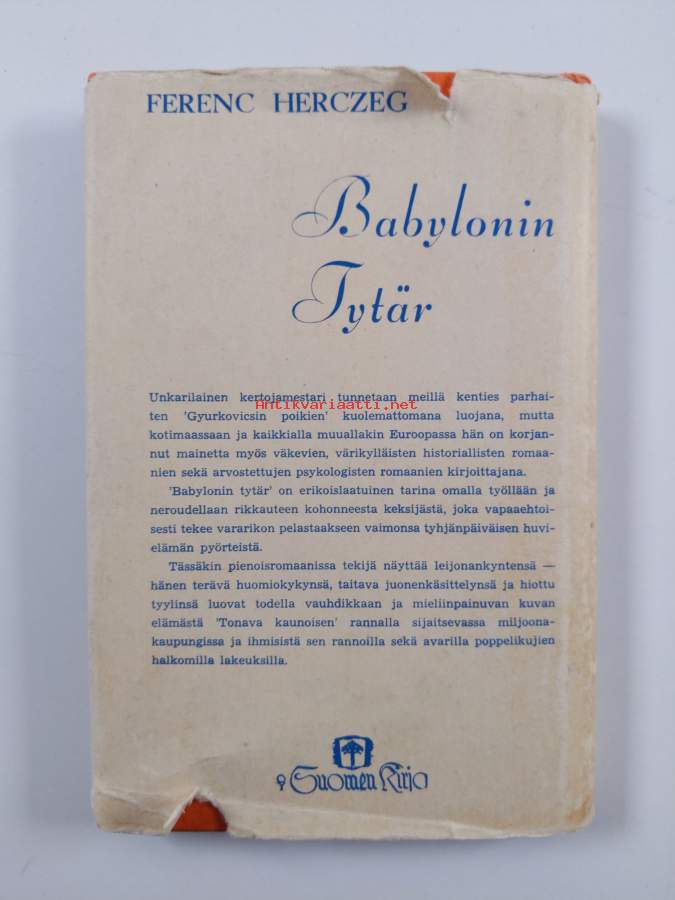 FERENC HERCZEG
Babylonin
Tytär
Unkarilainen kertojamestari tunnetaan meillä kenties parhai-
Antikvariaatti.net
ten 'Gyurkovicsin poikien' kuolemattomana luojana, mutta
kotimaassaan ja kaikkialla muuallakin Euroopassa hän on korjan-
nut mainetta myös väkevien, värikylläisten historiallisten romaa-
nien sekä arvostettujen psykologisten romaanien kirjoittajana.
'Babylonin tytär' on erikoislaatuinen tarina omalla työllään ja
neroudellaan rikkauteen kohonneesta keksijästä, joka vapaaehtoi-
sesti tekee vararikon pelastaakseen vaimonsa tyhjänpäiväisen huvi-
elämän pyörteistä.
Tässäkin pienoisromaanissa tekijä näyttää leijonankyntensä —
hänen terävä huomiokykynsä, taitava juonenkäsittelynsä ja hiottu
tyylinsä luovat todella vauhdikkaan ja mieliinpainuvan kuvan
elämästä 'Tonava kaunoisen' rannalla sijaitsevassa miljoona-
kaupungissa ja ihmisistä sen rannoilla sekä avarilla poppelikujien
halkomilla lakeuksilla.
Suomen Kirja